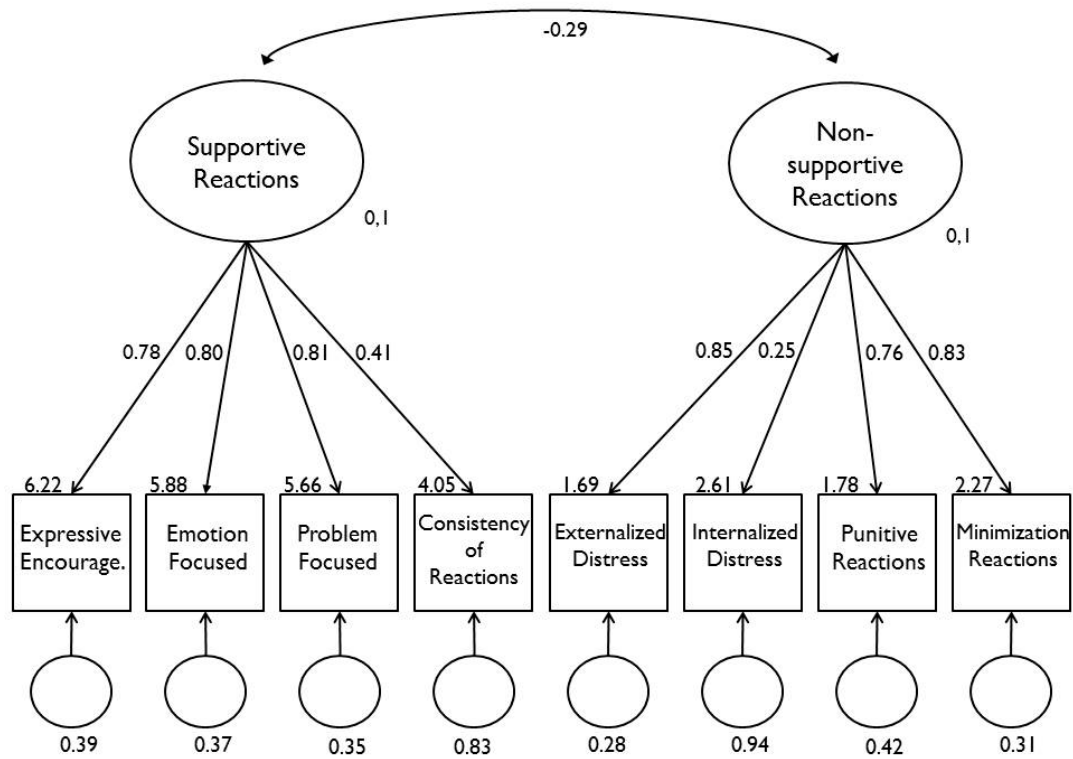 -0.29
Supportive
Reactions
0,1
Non-
supportive
Reactions
0,1
0.78
0.80
0.81
0.41
0.85
0.25
0.76
0.83
6.22
5.88
5.66
4.05
1.69
2.61
1.78
2.27
Expressive
Encourage.
Emotion
Focused
Problem
Focused
Consistency
of
Reactions
Externalized
Distress
Internalized
Distress
Punitive
Reactions
Minimization
Reactions
0.39
0.37
0.35
0.83
0.28
0.94
0.42
0.31